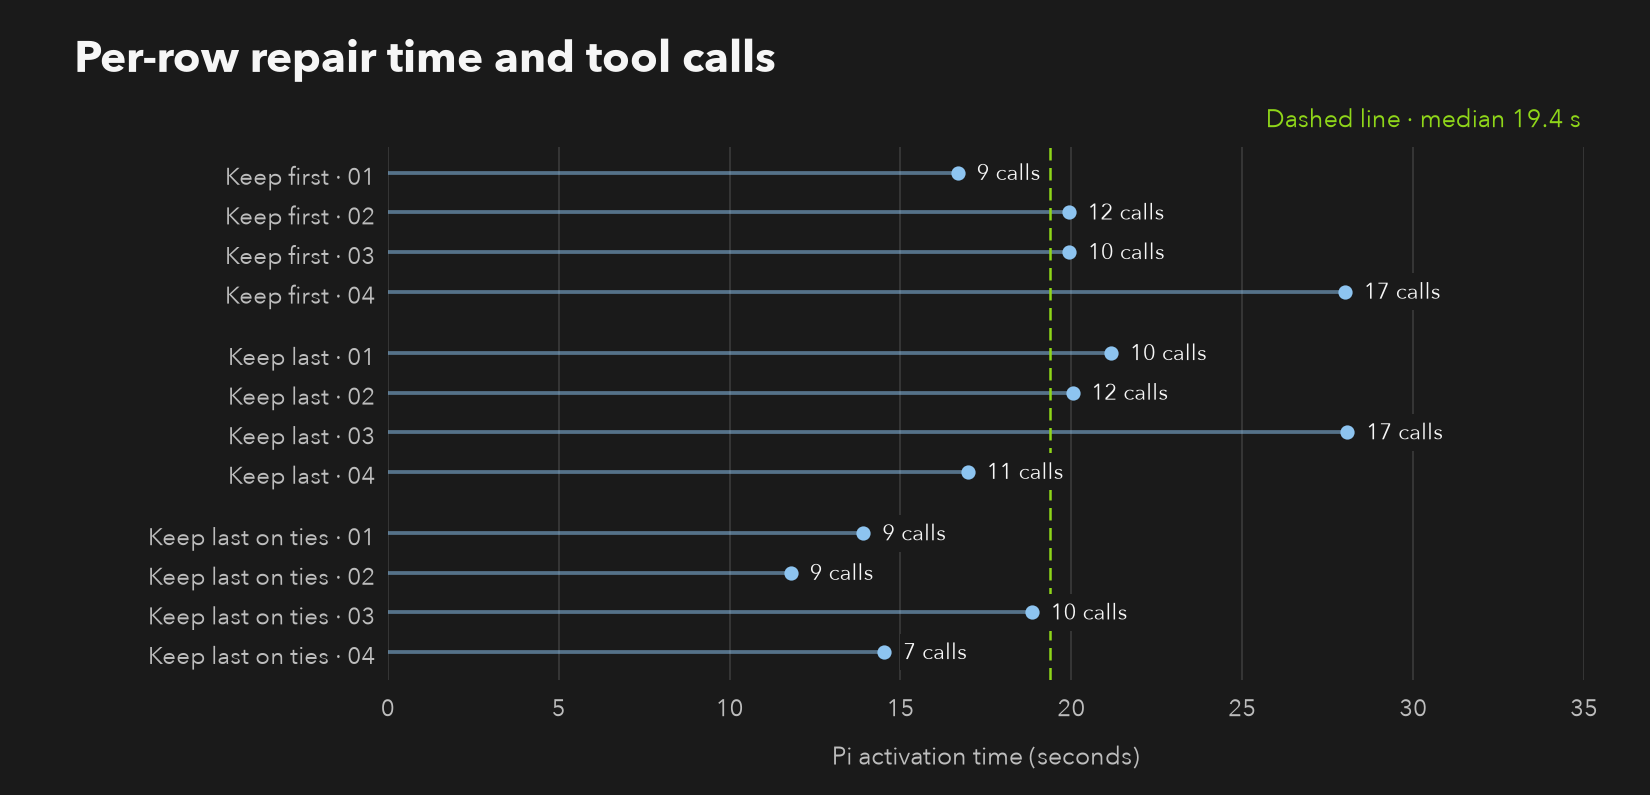 Per-row repair time and tool calls
Dashed line · median 19.4 s
Keep first · 01 9 calls
Keep first · 02 12 calls
Keep first · 03 10 calls
Keep first · 04 17 calls
Keep last · 01 10 calls
Keep last · 02 12 calls
Keep last · 03 17 calls
Keep last · 04 11 calls
Keep last on ties · 01 9 calls
Keep last on ties · 02 9 calls
Keep last on ties · 03 10 calls
Keep last on ties · 04 7 calls
0 5 10 15 20 25 30 35
Pi activation time (seconds)